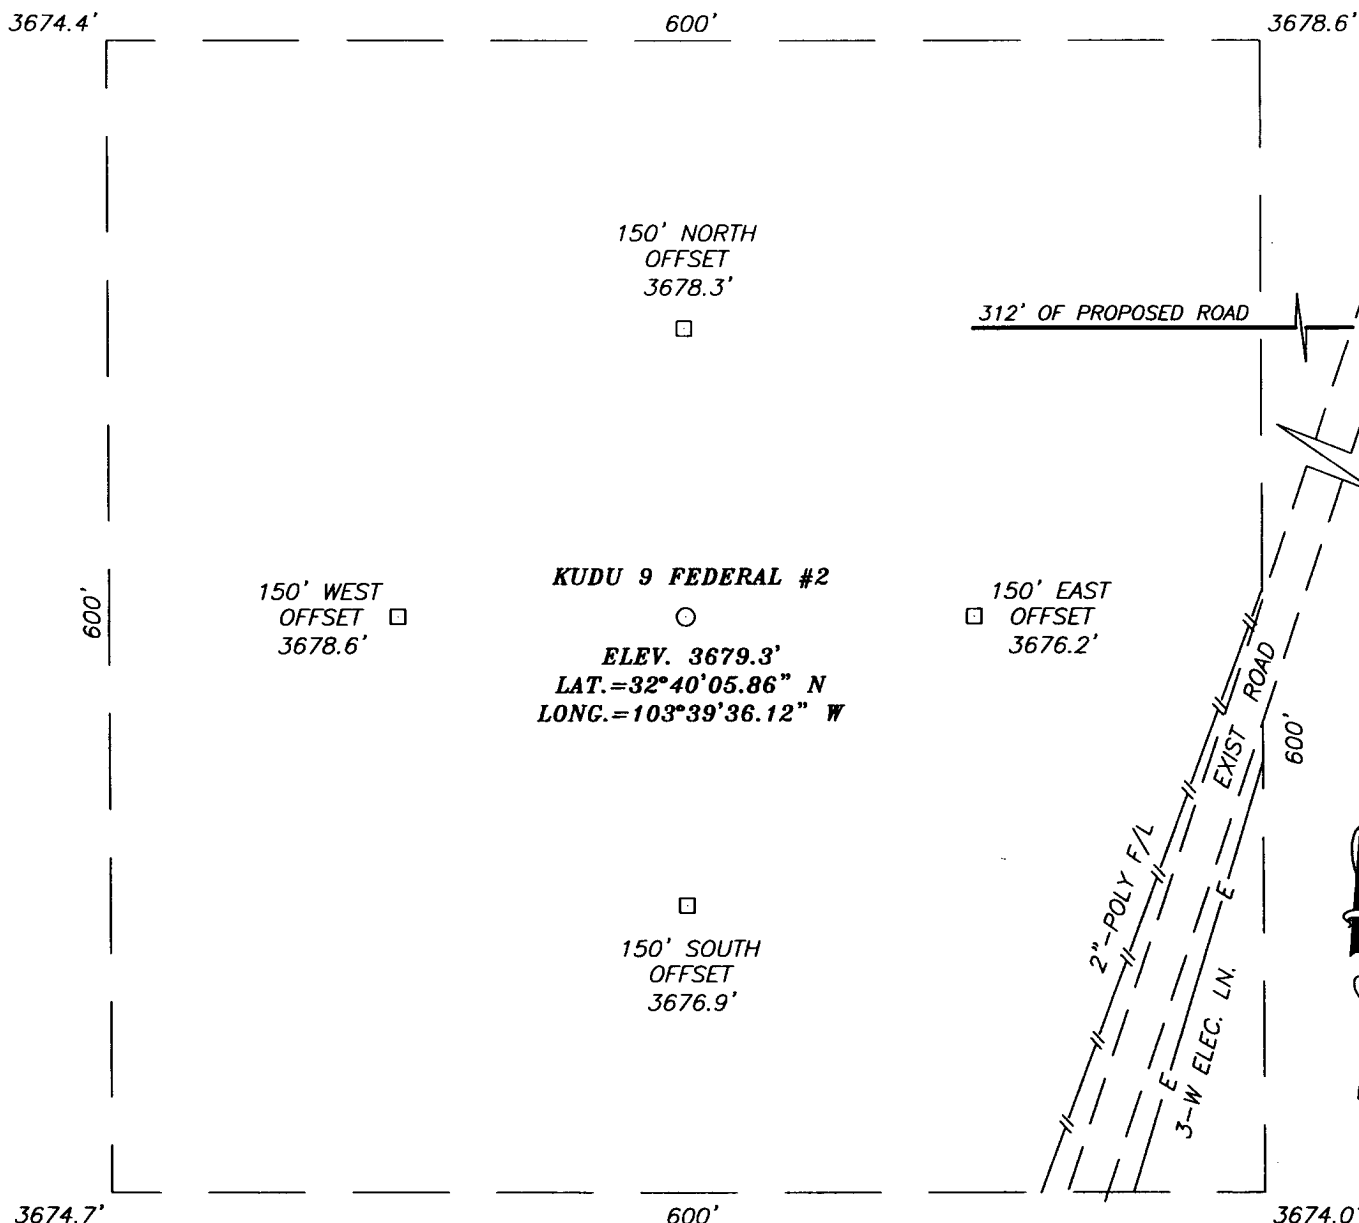 3674.4'
600'
3678.6'
150' NORTH
OFFSET
3678.3'
312' OF PROPOSED ROAD
KUDU 9 FEDERAL #2
150' WEST
OFFSET
3678.6'
600'
150' EAST
OFFSET
3676.2'
ELEV. 3679.3'
LAT.=32°40'05.86" N
LONG.=103°39'36.12" W
EXIST ROAD
600'
2"-POLY F/L
E
150' SOUTH
OFFSET
3676.9'
3-W ELEC. LN.
E
3674.7'
600'
3674.0'